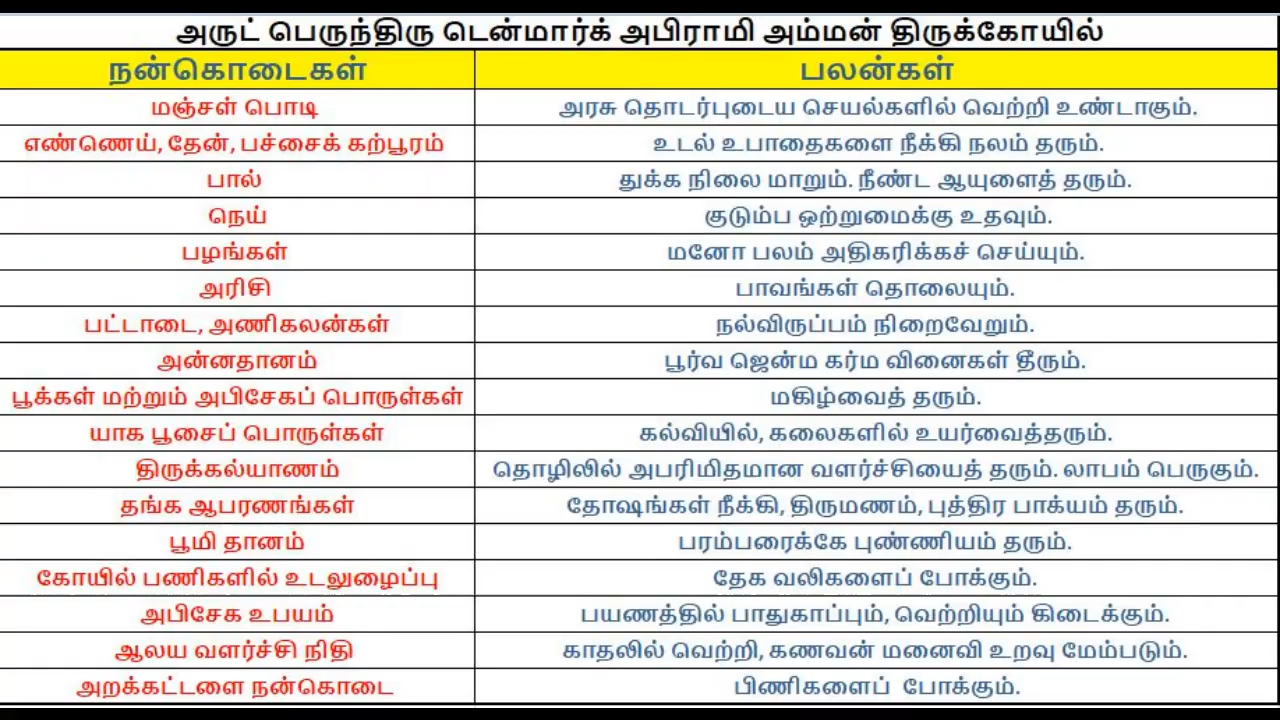 அருட் பெருந்திரு டென்மார்க் அபிராமி அம்மன் திருக்கோயில்
நன்கொடைகள் பலன்கள்
மஞ்சள் பொடி அரசு தொடர்புடைய செயல்களில் வெற்றி உண்டாகும்.
எண்ணெய், தேன், பச்சைக் கற்பூரம் உடல் உபாதைகளை நீக்கி நலம் தரும்.
பால் துக்க நிலை மாறும். நீண்ட ஆயுளைத் தரும்.
நெய் குடும்ப ஒற்றுமைக்கு உதவும்.
பழங்கள் மனோ பலம் அதிகரிக்கச் செய்யும்.
அரிசி பாவங்கள் தொலையும்.
பட்டாடை, அணிகலன்கள் நல்விருப்பம் நிறைவேறும்.
அன்னதானம் பூர்வ ஜென்ம கர்ம வினைகள் தீரும்.
பூக்கள் மற்றும் அபிசேகப் பொருள்கள் மகிழ்வைத் தரும்.
யாக பூசைப் பொருள்கள் கல்வியில், கலைகளில் உயர்வைத்தரும்.
திருக்கல்யாணம் தொழிலில் அபரிமிதமான வளர்ச்சியைத் தரும். லாபம் பெருகும்.
தங்க ஆபரணங்கள் தோஷங்கள் நீக்கி, திருமணம், புத்திர பாக்யம் தரும்.
பூமி தானம் பரம்பரைக்கே புண்ணியம் தரும்.
கோயில் பணிகளில் உடலுழைப்பு தேக வலிகளைப் போக்கும்.
அபிசேக உபயம் பயணத்தில் பாதுகாப்பும், வெற்றியும் கிடைக்கும்.
ஆலய வளர்ச்சி நிதி காதலில் வெற்றி, கணவன் மனைவி உறவு மேம்படும்.
அறக்கட்டளை நன்கொடை பிணிகளைப் போக்கும்.